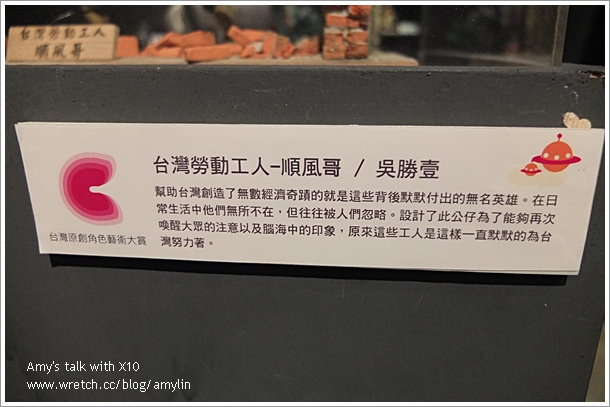 台灣勞動工人
順風哥
台灣勞動工人-順風哥 / 吳勝壹
幫助台灣創造了無數經濟奇蹟的就是這些背後默默付出的無名英雄。在日
常生活中他們無所不在，但往往被人們忽略。設計了此公仔為了能夠再次
喚醒大眾的注意以及腦海中的印象，原來這些工人是這樣一直默默的為台
灣努力著。
台灣原創角色藝術大賞
Amy's talk with X10
www.wretch.cc/blog/amylin